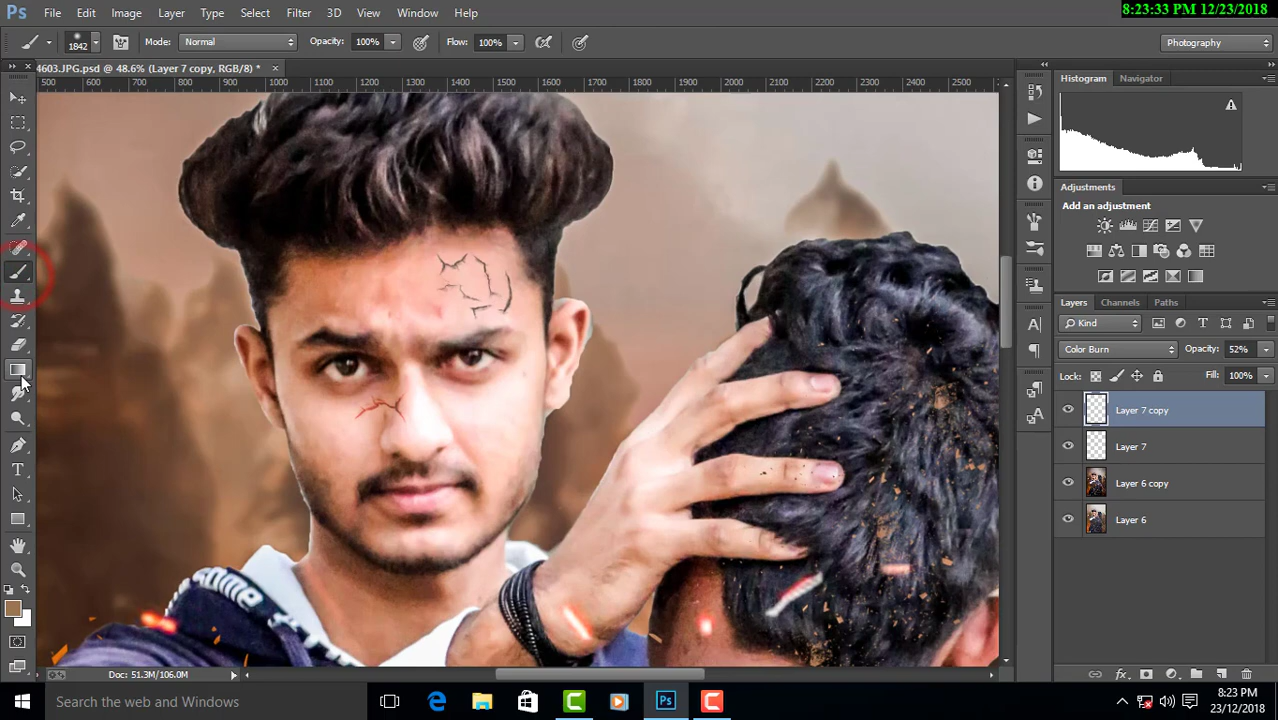 Ps File Edit Image Layer Type Select Filter 3D View Window Help
8:23:33 PM 12/23/2018
1842 Mode: Normal Opacity: 100% Flow: 100% Photography
4603.JPG.psd @ 48.6% (Layer 7 copy, RGB/8) * ×
500 600 700 800 900 1000 1100 1200 1300 1400 1500 1600 1700 1800 1900 2000 2100 2200 2300 2400 2500
Histogram Navigator
Adjustments
Add an adjustment
Layers Channels Paths
Kind
Color Burn Opacity: 52%
Lock: Fill: 100%
Layer 7 copy
Layer 7
Layer 6 copy
Layer 6
Doc: 51.3M/106.0M
Search the web and Windows
Ps
8:23 PM
23/12/2018